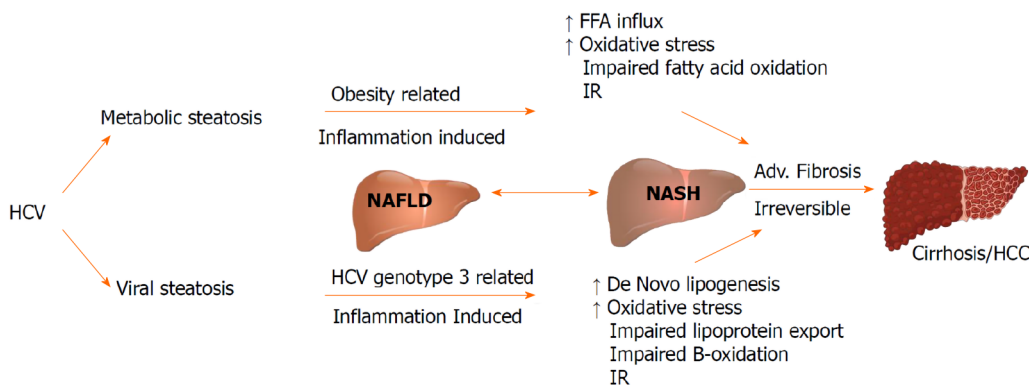 ↑ FFA influx
↑ Oxidative stress
Impaired fatty acid oxidation
IR
Obesity related
Metabolic steatosis
Inflammation induced
Adv. Fibrosis
NAFLD
NASH
HCV
Irreversible
Cirrhosis/HCC
HCV genotype 3 related
Viral steatosis
Inflammation Induced
↑ De Novo lipogenesis
↑ Oxidative stress
Impaired lipoprotein export
Impaired B-oxidation
IR